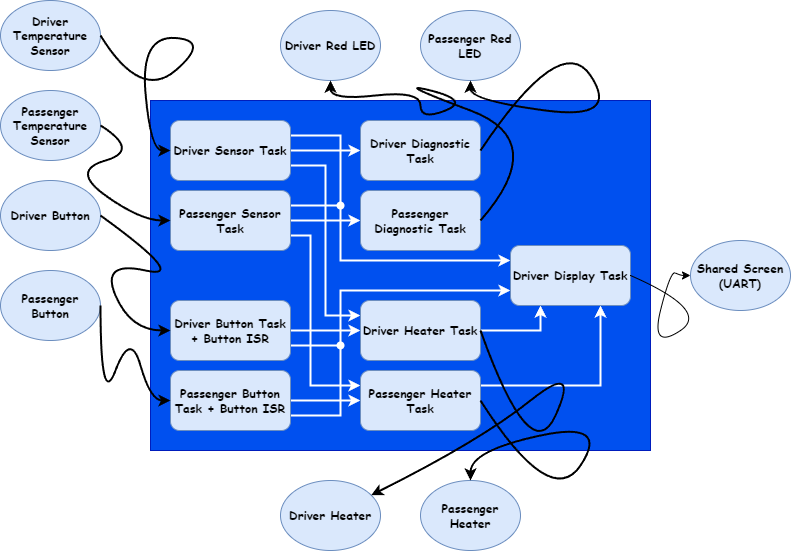 Driver
Temperature
Sensor
Driver Red LED
Passenger Red
LED
Passenger
Temperature
Sensor
Driver Sensor Task
Driver Diagnostic
Task
Driver Button
Passenger Sensor
Task
Passenger
Diagnostic Task
Driver Display Task
Shared Screen
(UART)
Passenger
Button
Driver Button Task
+ Button ISR
Driver Heater Task
Passenger Button
Task + Button ISR
Passenger Heater
Task
Driver Heater
Passenger
Heater